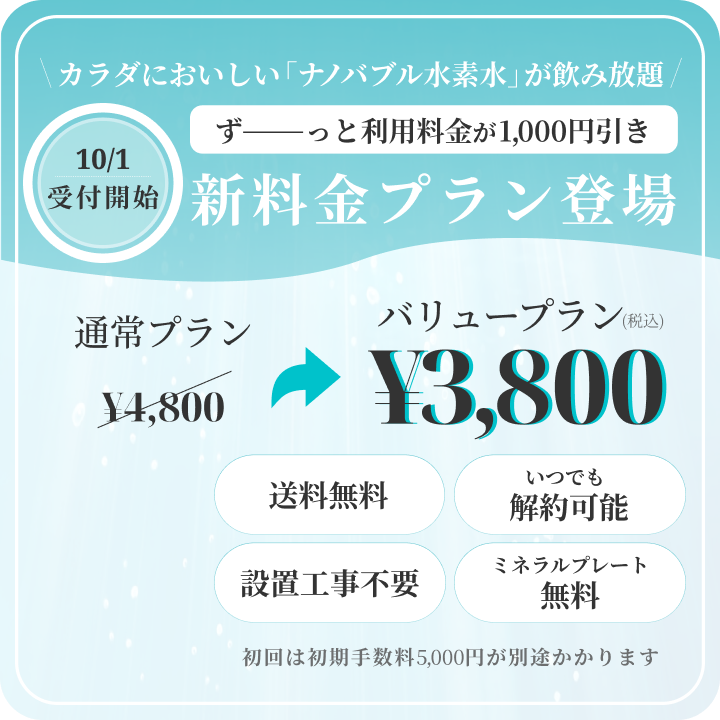 カラダにおいしい「ナノバブル水素水」が飲み放題
ず───っと利用料金が1,000円引き
10/1
受付開始
新料金プラン登場
通常プラン
¥4,800
バリュープラン(税込)
¥3,800
送料無料
いつでも
解約可能
設置工事不要
ミネラルプレート
無料
初回は初期手数料5,000円が別途かかります